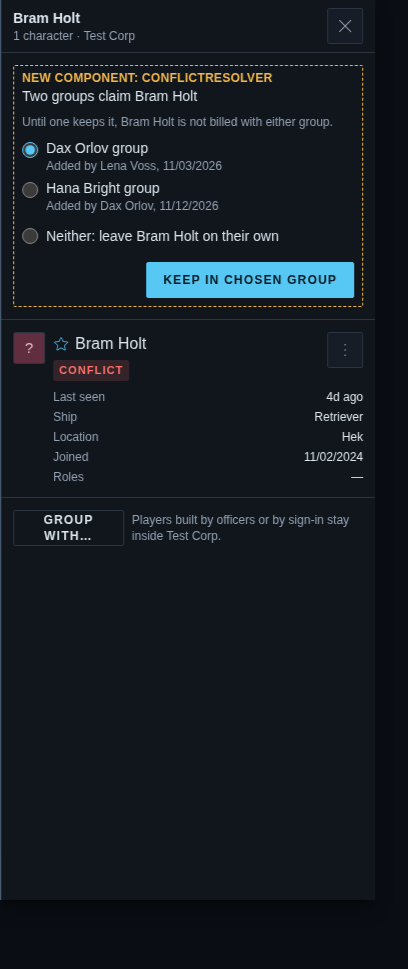 Bram Holt
1 character · Test Corp
NEW COMPONENT: CONFLICTRESOLVER
Two groups claim Bram Holt
Until one keeps it, Bram Holt is not billed with either group.
Dax Orlov group
Added by Lena Voss, 11/03/2026
Hana Bright group
Added by Dax Orlov, 11/12/2026
Neither: leave Bram Holt on their own
KEEP IN CHOSEN GROUP
?
Bram Holt
CONFLICT
Last seen 4d ago
Ship Retriever
Location Hek
Joined 11/02/2024
Roles —
GROUP WITH…
Players built by officers or by sign-in stay
inside Test Corp.